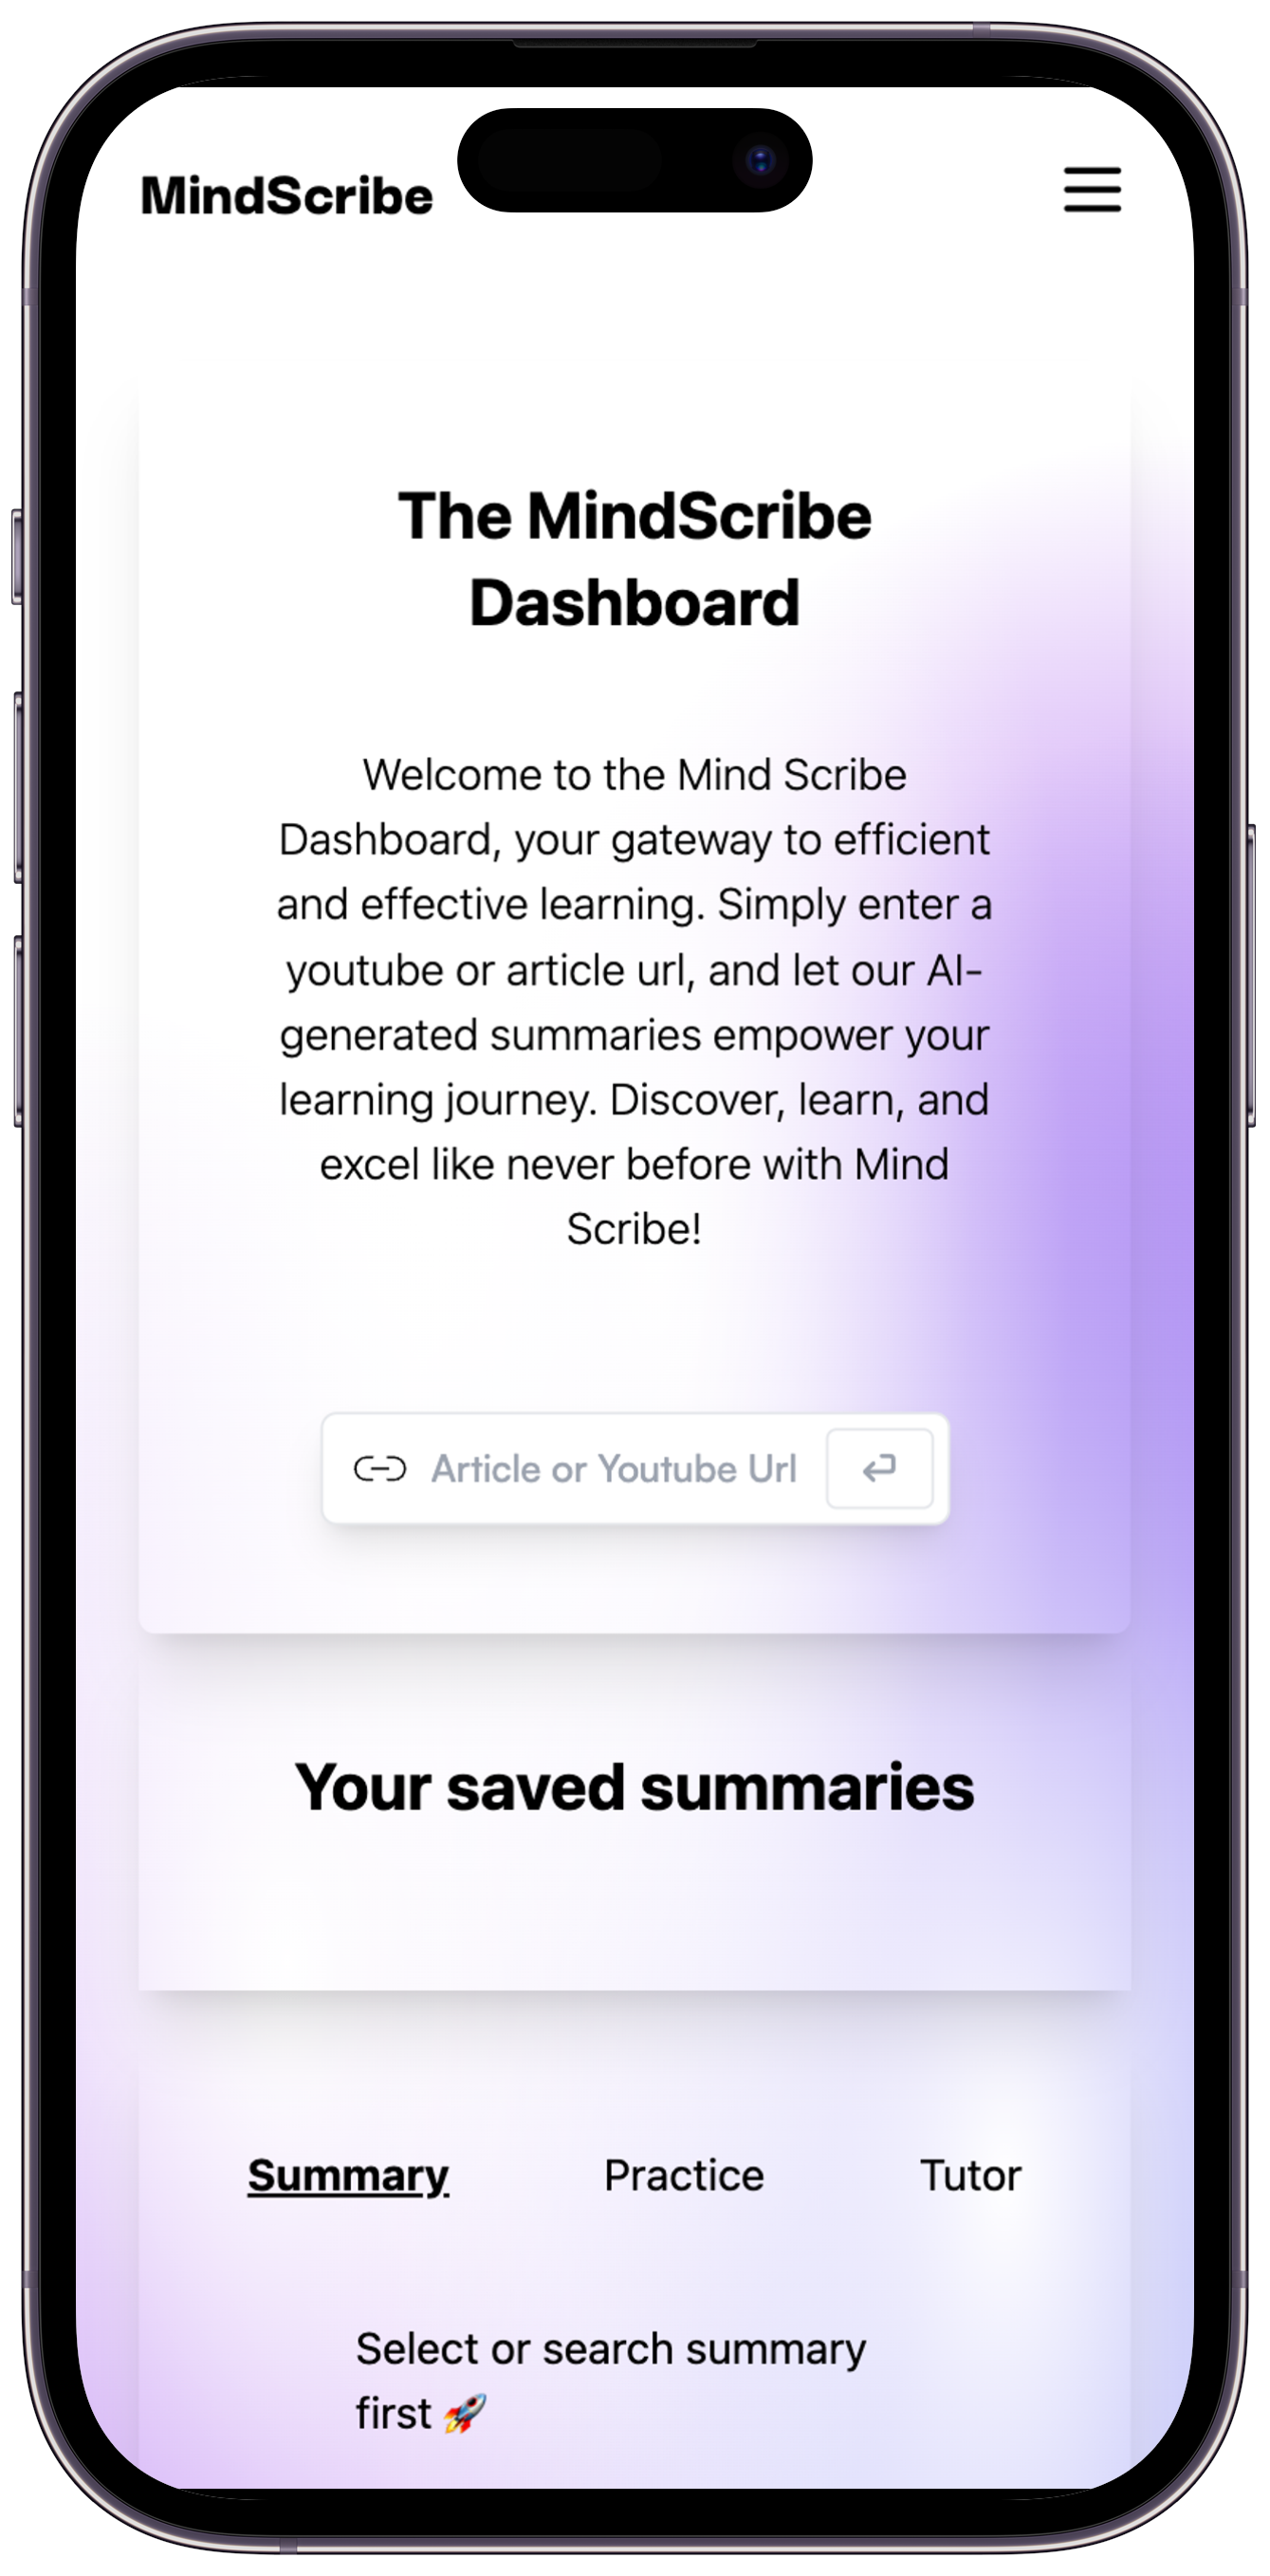 MindScribe
The MindScribe
Dashboard
Welcome to the Mind Scribe
Dashboard, your gateway to efficient
and effective learning. Simply enter a
youtube or article url, and let our AI-
generated summaries empower your
learning journey. Discover, learn, and
excel like never before with Mind
Scribe!
Article or Youtube Url
Your saved summaries
Summary Practice Tutor
Select or search summary
first 🚀